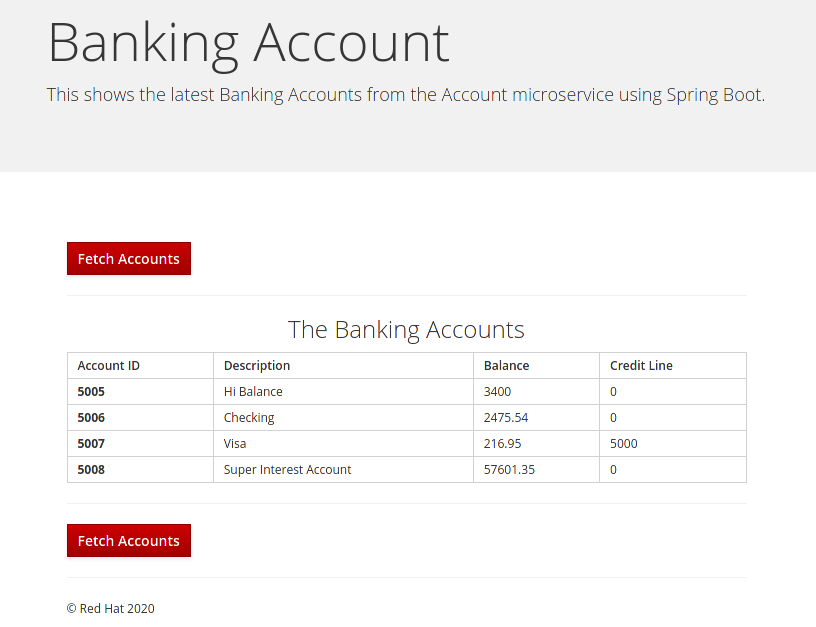 Banking Account
This shows the latest Banking Accounts from the Account microservice using Spring Boot.
Fetch Accounts
The Banking Accounts
Account ID Description Balance Credit Line
5005 Hi Balance 3400 0
5006 Checking 2475.54 0
5007 Visa 216.95 5000
5008 Super Interest Account 57601.35 0
Fetch Accounts
© Red Hat 2020